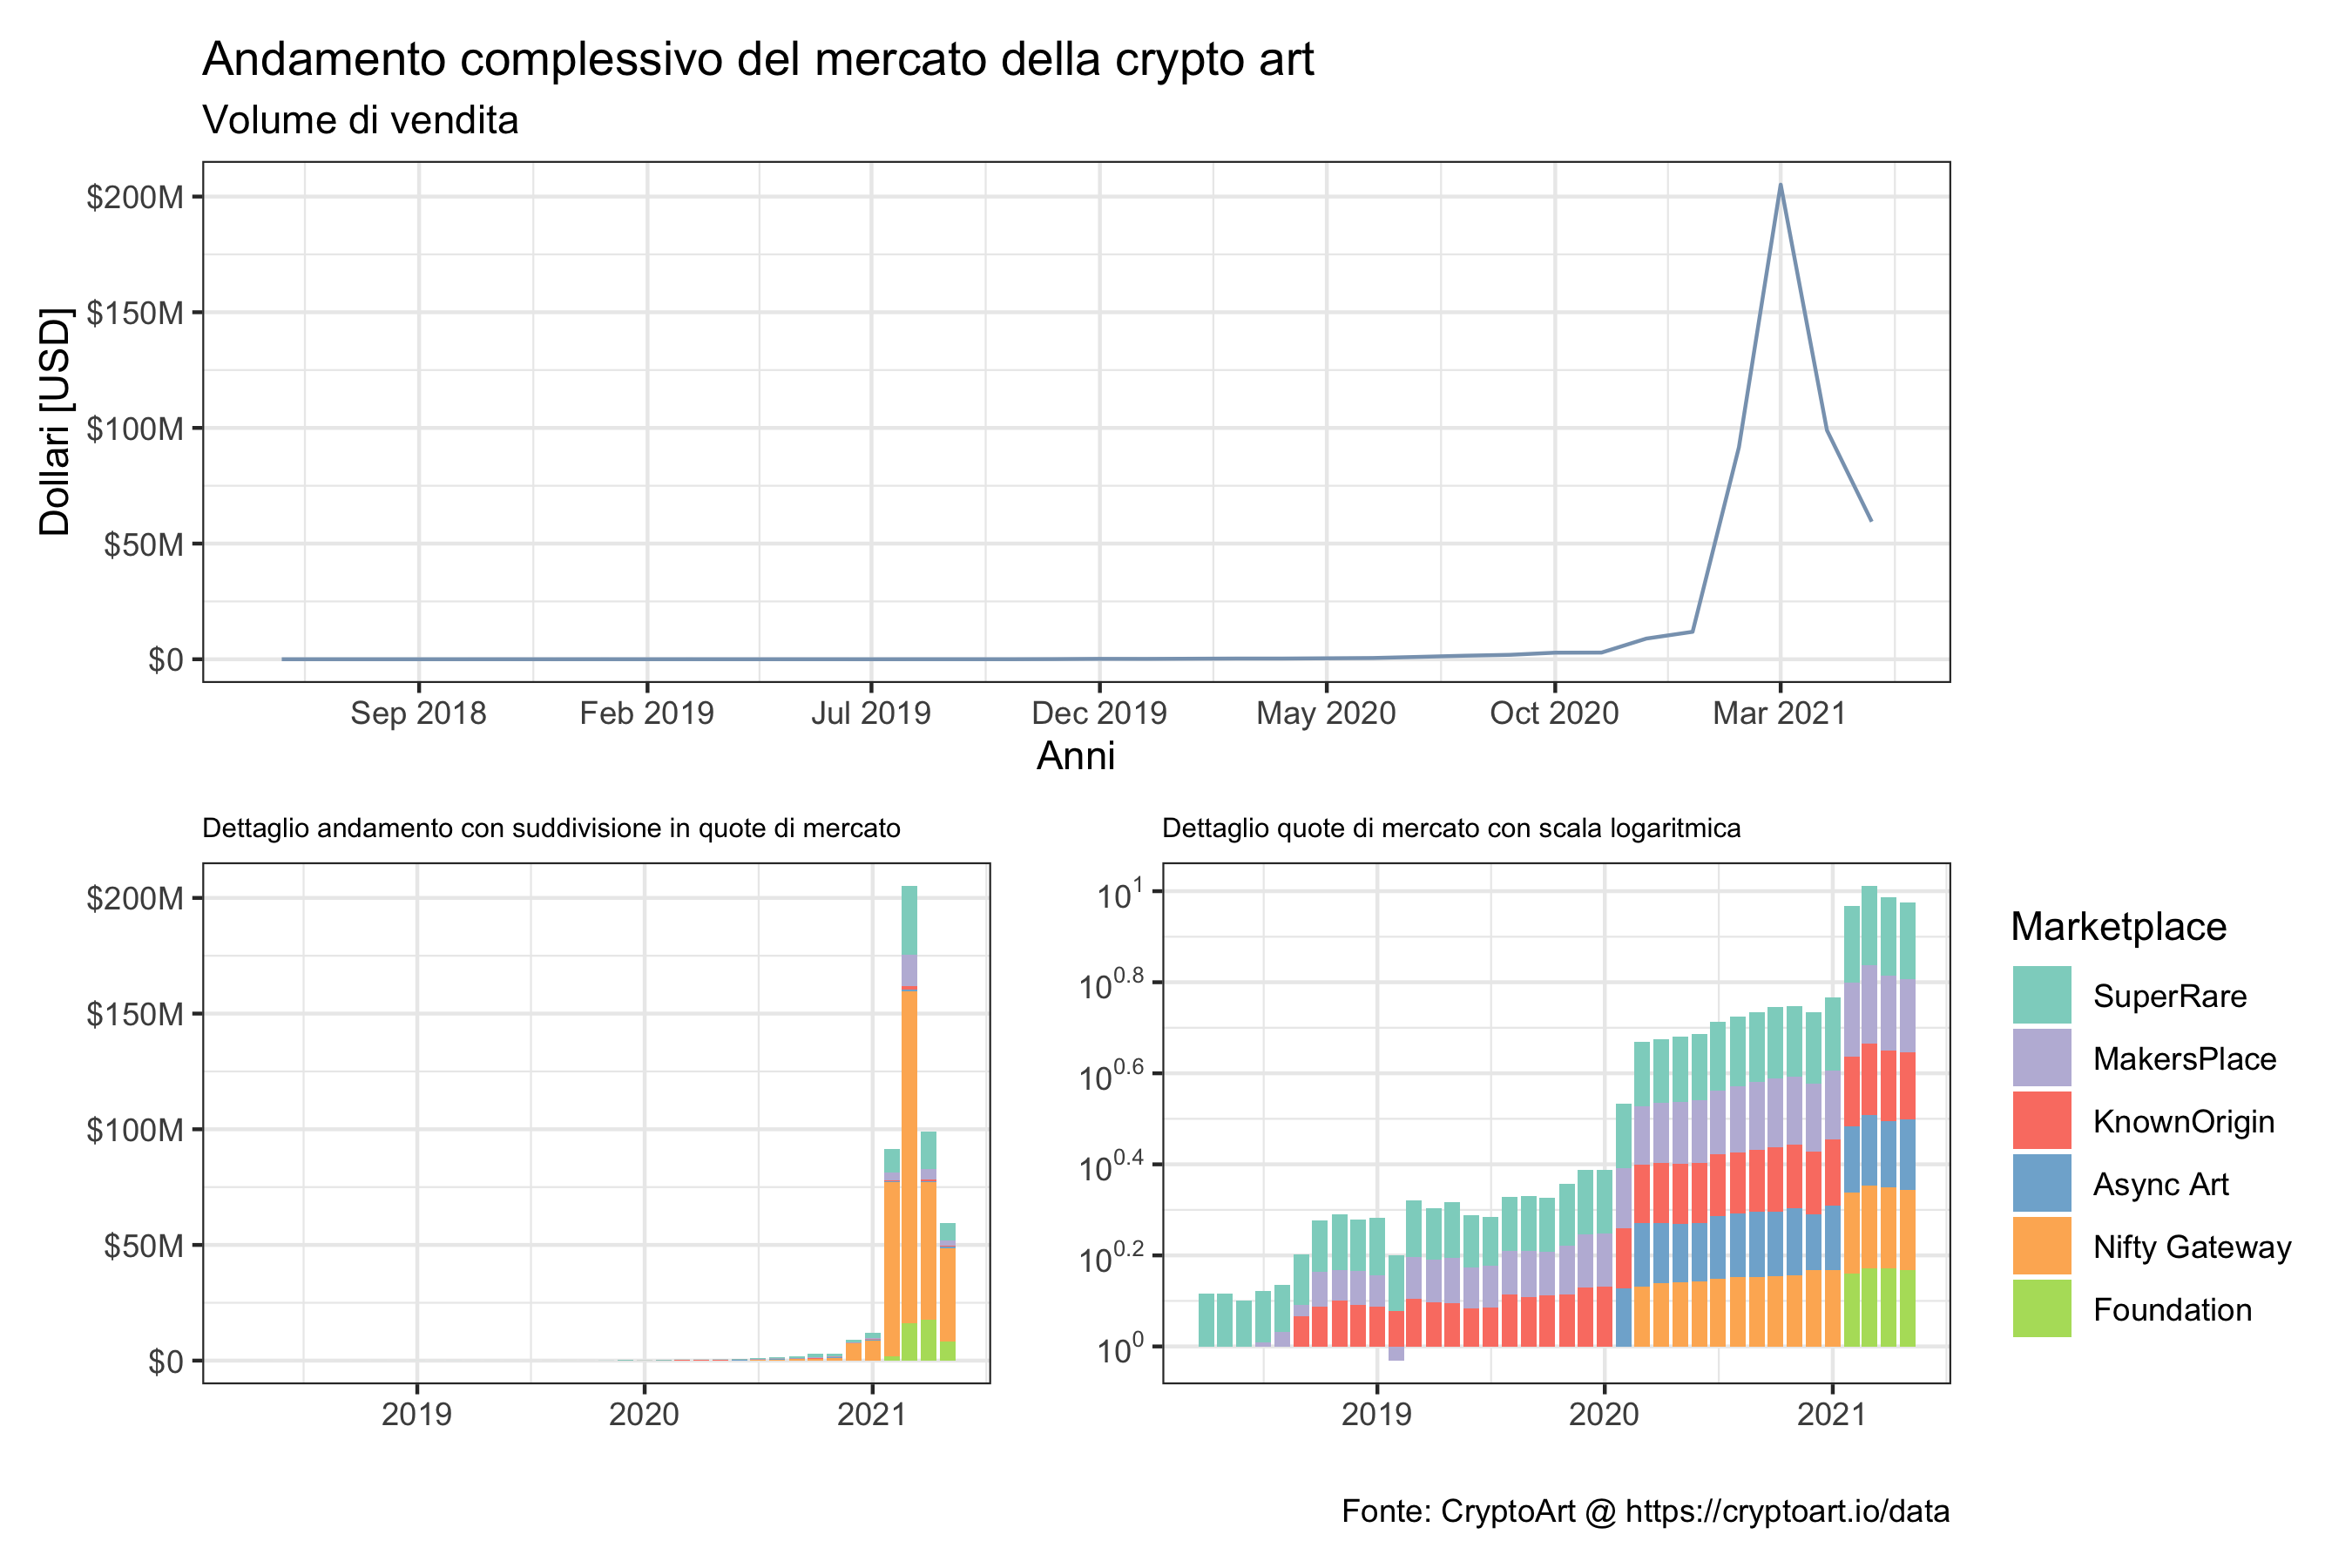 Andamento complessivo del mercato della crypto art
Volume di vendita
Dollari [USD]
$200M
$150M
$100M
$50M
$0
Sep 2018 Feb 2019 Jul 2019 Dec 2019 May 2020 Oct 2020 Mar 2021
Anni
Dettaglio andamento con suddivisione in quote di mercato
$200M
$150M
$100M
$50M
$0
2019 2020 2021
Dettaglio quote di mercato con scala logaritmica
10^1
10^0.8
10^0.6
10^0.4
10^0.2
10^0
2019 2020 2021
Marketplace
SuperRare
MakersPlace
KnownOrigin
Async Art
Nifty Gateway
Foundation
Fonte: CryptoArt @ https://cryptoart.io/data